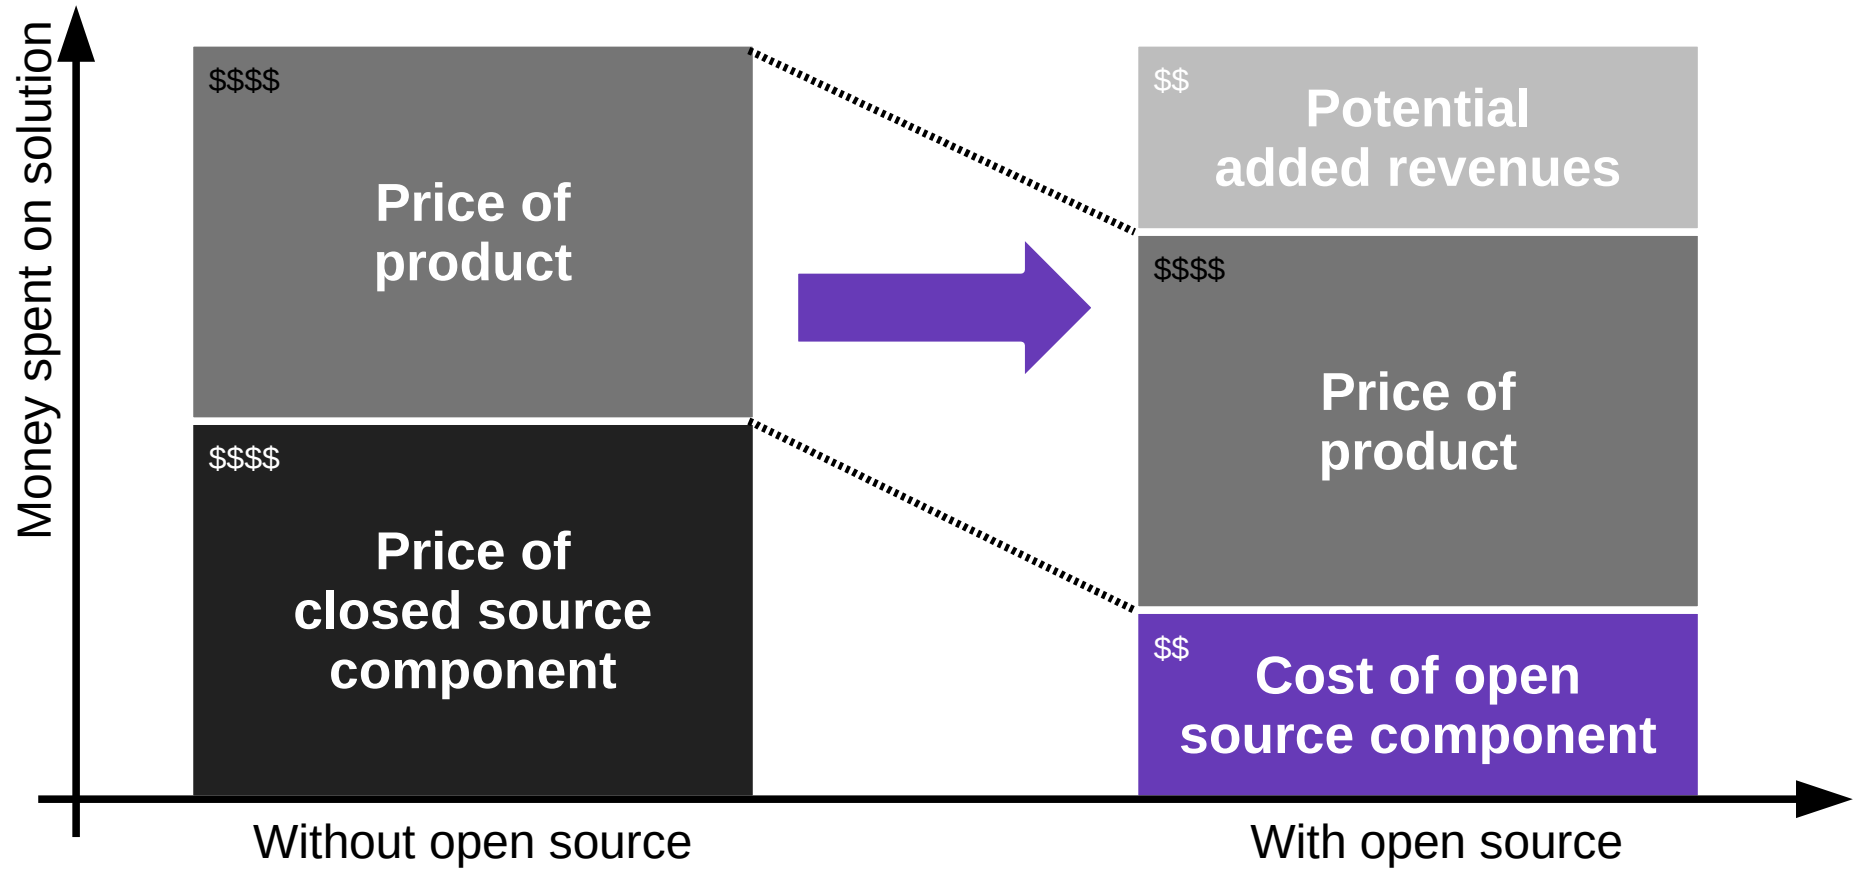 Money spent on solution
$$$$
Price of
product
$$$$
Price of
closed source
component
$$
Potential
added revenues
$$$$
Price of
product
$$
Cost of open
source component
Without open source
With open source